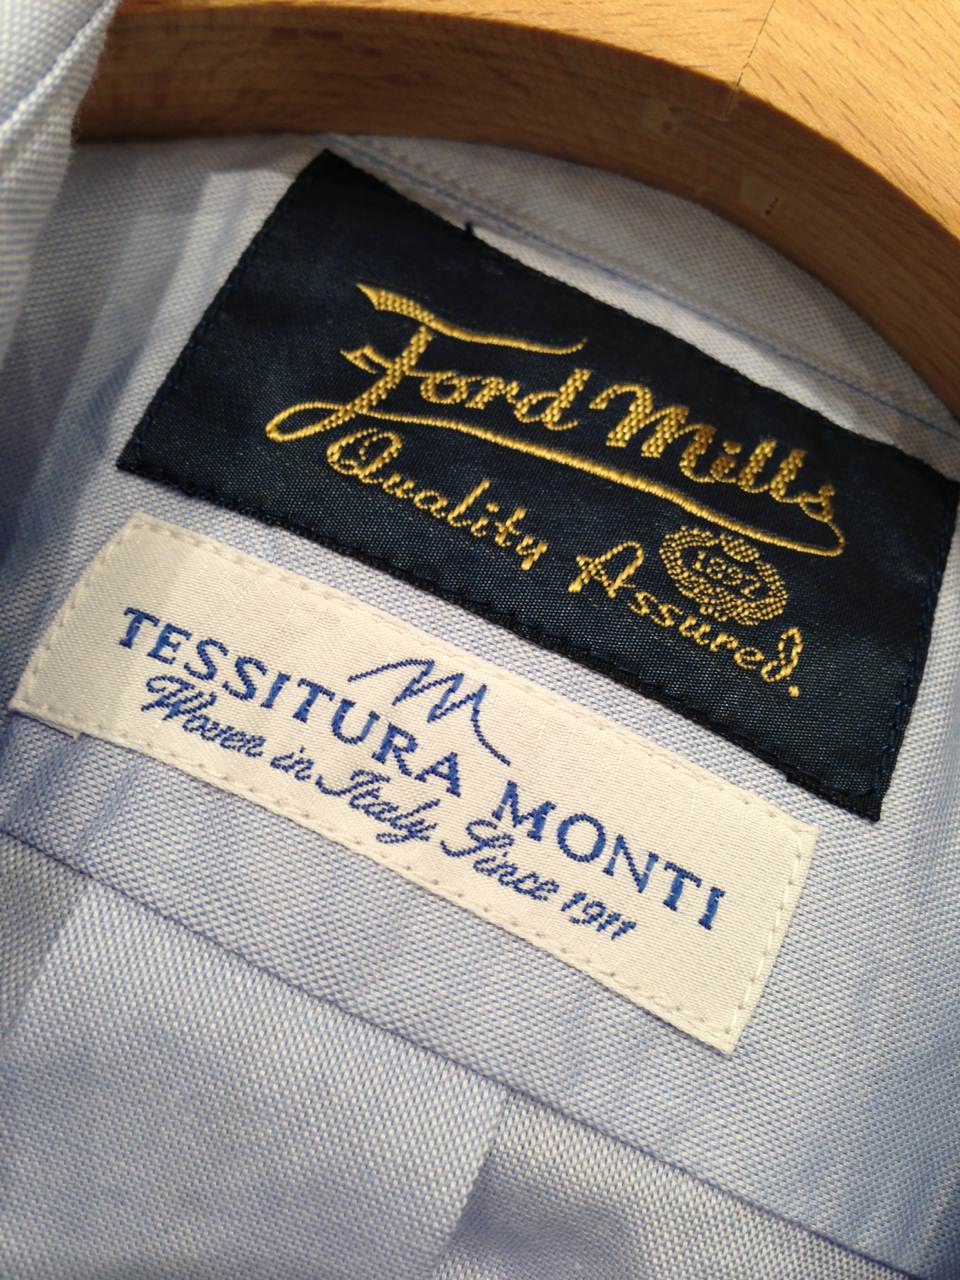 Ford Mills
Quality Assured.
1897
TESSITURA MONTI
Woven in Italy Since 1911